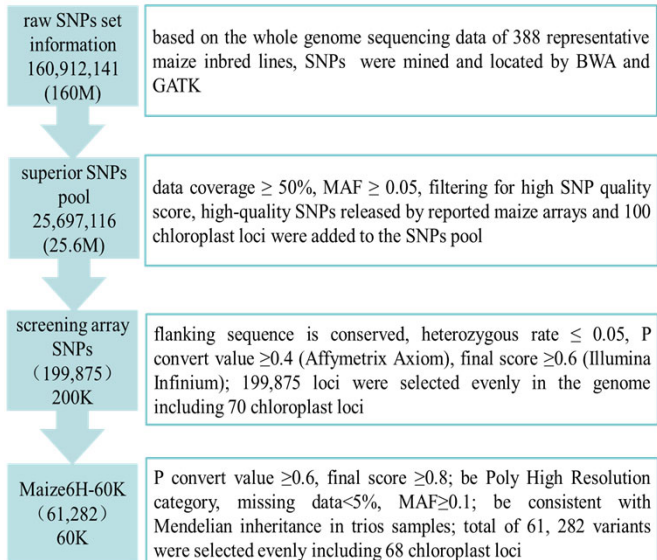 raw SNPs set
information
160,912,141
(160M)
based on the whole genome sequencing data of 388 representative
maize inbred lines, SNPs were mined and located by BWA and
GATK
superior SNPs
pool
25,697,116
(25.6M)
data coverage ≥ 50%, MAF ≥ 0.05, filtering for high SNP quality
score, high-quality SNPs released by reported maize arrays and 100
chloroplast loci were added to the SNPs pool
screening array
SNPs
（199,875）
200K
flanking sequence is conserved, heterozygous rate ≤ 0.05, P
convert value ≥0.4 (Affymetrix Axiom), final score ≥0.6 (Illumina
Infinium); 199,875 loci were selected evenly in the genome
including 70 chloroplast loci
Maize6H-60K
（61,282）
60K
P convert value ≥0.6, final score ≥0.8; be Poly High Resolution
category, missing data<5%, MAF≥0.1; be consistent with
Mendelian inheritance in trios samples; total of 61, 282 variants
were selected evenly including 68 chloroplast loci